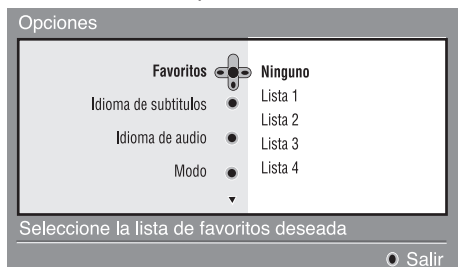 Opciones
Favoritos
Idioma de subtitulos
Idioma de audio
Modo
Ninguno
Lista 1
Lista 2
Lista 3
Lista 4
Seleccione la lista de favoritos deseada
Salir